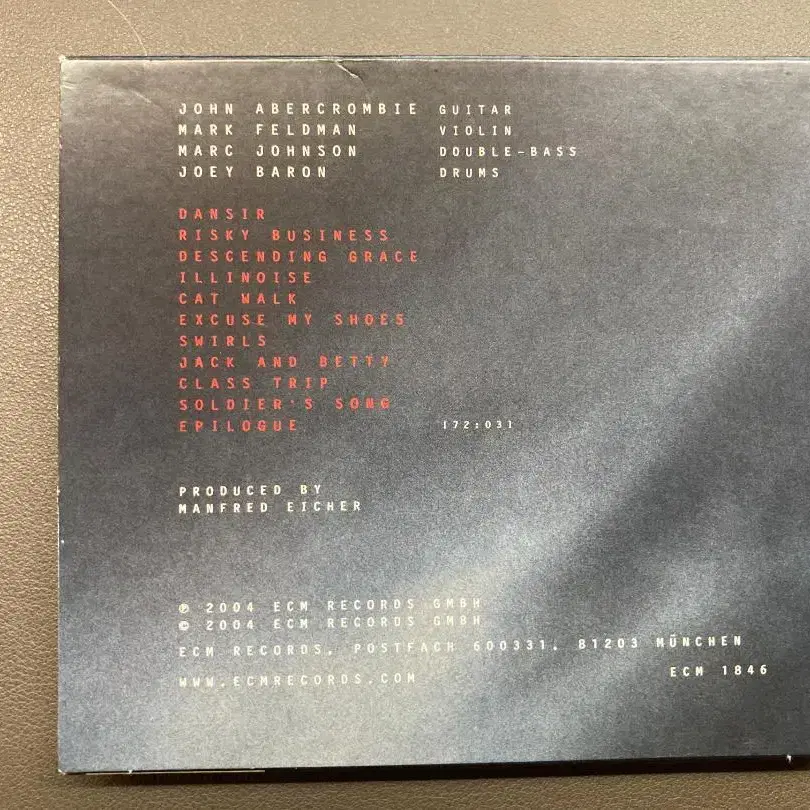 JOHN ABERCROMBIE GUITAR
MARK FELDMAN VIOLIN
MARC JOHNSON DOUBLE-BASS
JOEY BARON DRUMS
DANSIR
RISKY BUSINESS
DESCENDING GRACE
ILLINOISE
CAT WALK
EXCUSE MY SHOES
SWIRLS
JACK AND BETTY
CLASS TRIP
SOLDIER'S SONG
EPILOGUE [72:03]
PRODUCED BY
MANFRED EICHER
℗ 2004 ECM RECORDS GMBH
© 2004 ECM RECORDS GMBH
ECM RECORDS, POSTFACH 600331, 81203 MÜNCHEN
WWW.ECMRECORDS.COM ECM 1846